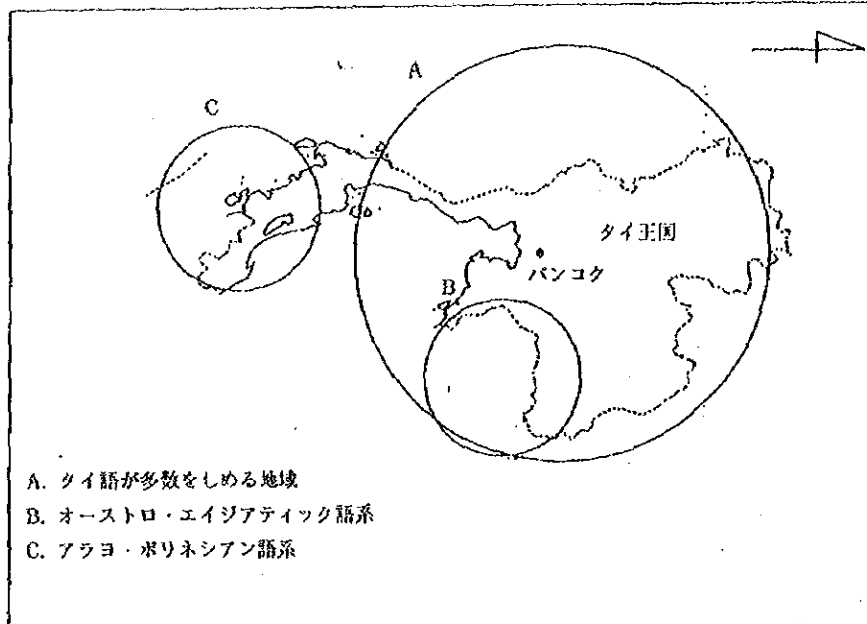 A
C
タイ王国
バンコク
B
A. タイ語が多数をしめる地域
B. オーストロ・エイジアティック語系
C. アラヨ・ポリネシアン語系